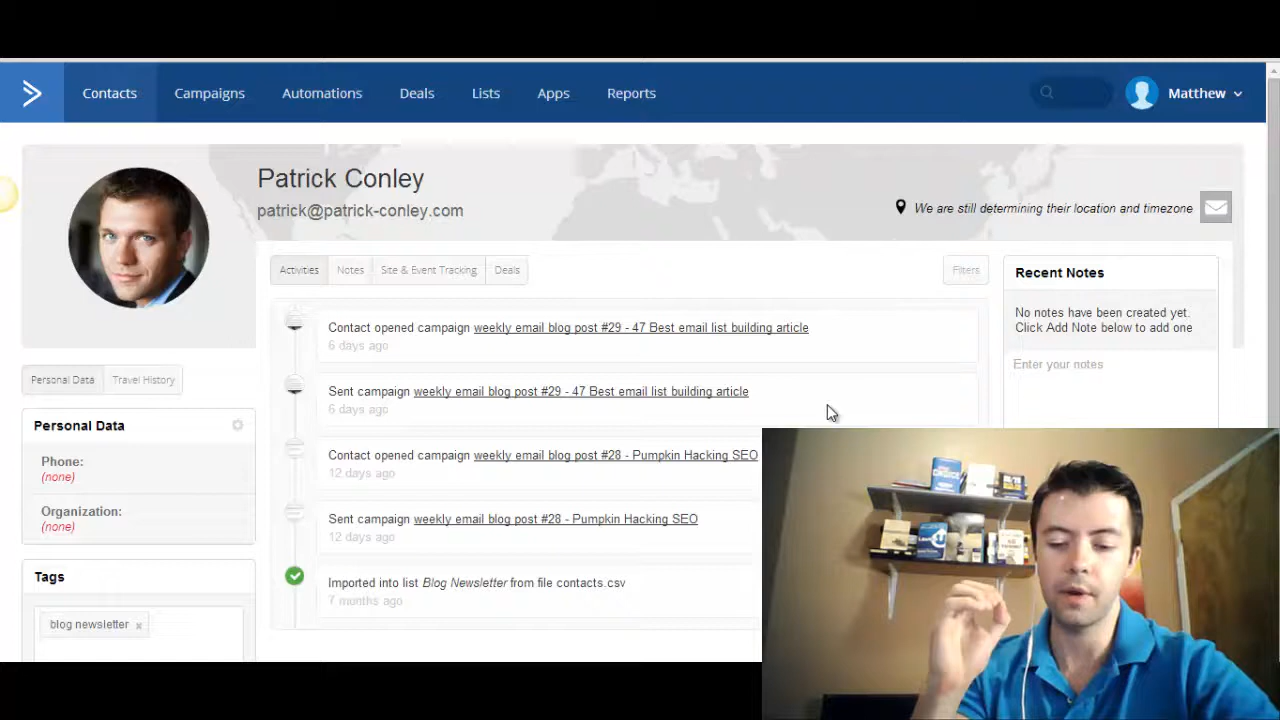 Contacts
Campaigns
Automations
Deals
Lists
Apps
Reports
Matthew
Patrick Conley
patrick@patrick-conley.com
We are still determining their location and timezone
Activities
Notes
Site & Event Tracking
Deals
Filters
Contact opened campaign weekly email blog post #29 - 47 Best email list building article
6 days ago
Sent campaign weekly email blog post #29 - 47 Best email list building article
6 days ago
Contact opened campaign weekly email blog post #28 - Pumpkin Hacking SEO
12 days ago
Sent campaign weekly email blog post #28 - Pumpkin Hacking SEO
12 days ago
Imported into list Blog Newsletter from file contacts.csv
7 months ago
Recent Notes
No notes have been created yet.
Click Add Note below to add one
Enter your notes
Personal Data
Travel History
Personal Data
Phone:
(none)
Organization:
(none)
Tags
blog newsletter x